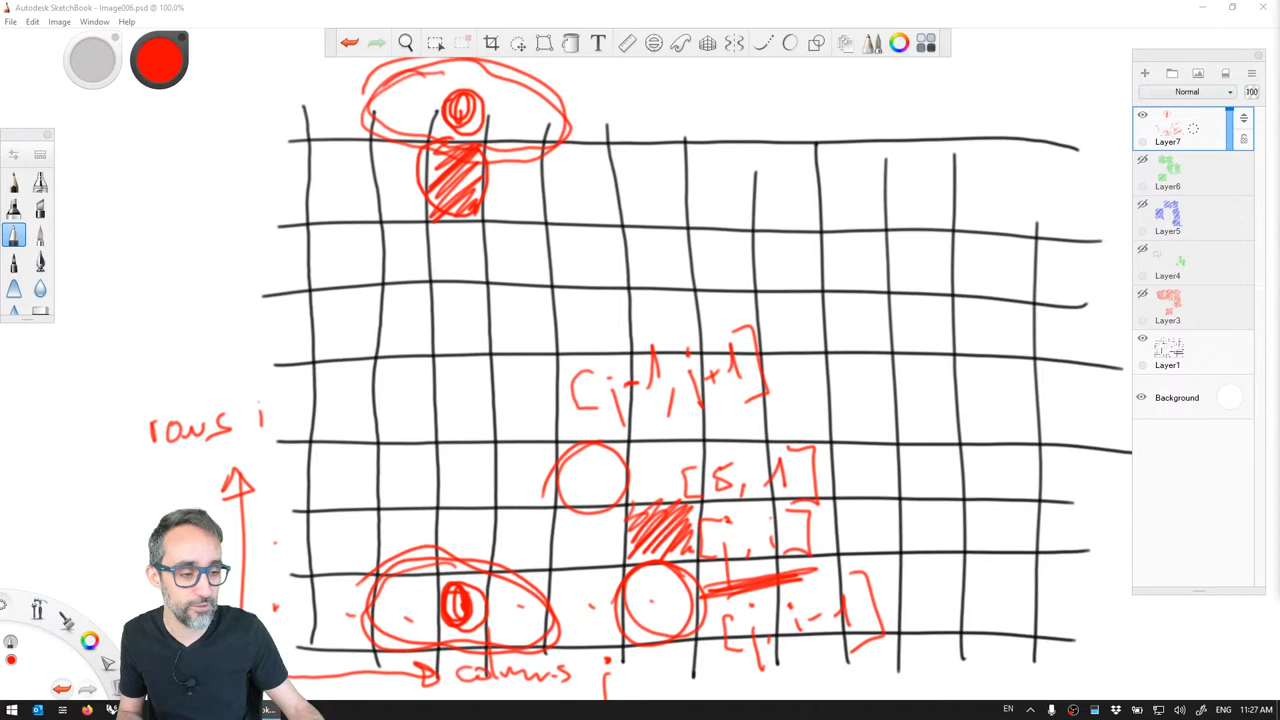 Autodesk SketchBook - Image006.psd @ 100.0%
File Edit Image Window Help
Normal 100
Layer7
Layer6
Layer5
Layer4
Layer3
Layer1
Background
[j-1, j+1]
rows i
[5, 1]
[j, i]
[j, i-1]
columns j
EN 11:27 AM